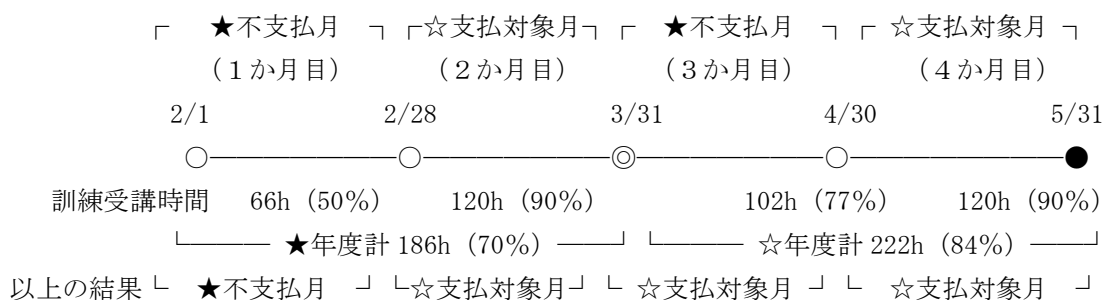 ┌ ★不支払月 ┐┌☆支払対象月┐┌ ★不支払月 ┐┌ ☆支払対象月 ┐
(1か月目) (2か月目) (3か月目) (4か月目)
2/1 2/28 3/31 4/30 5/31
○————————○————————◎————————○————————●
訓練受講時間 66h(50%) 120h(90%) 102h(77%) 120h(90%)
└———— ★年度計 186h(70%)———┘└———— ☆年度計 222h(84%)———┘
以上の結果└ ★不支払月 ┘└☆支払対象月┘└ ☆支払対象月 ┘└ ☆支払対象月 ┘